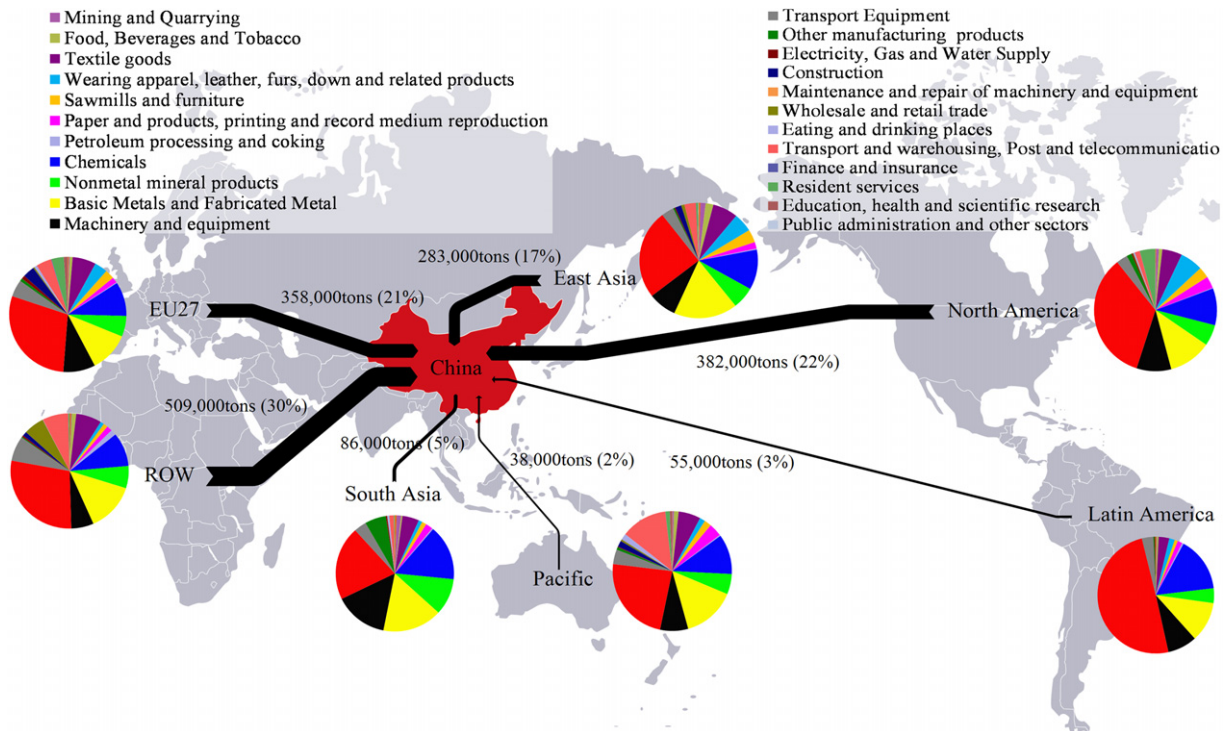 Mining and Quarrying
Food, Beverages and Tobacco
Textile goods
Wearing apparel, leather, furs, down and related products
Sawmills and furniture
Paper and products, printing and record medium reproduction
Petroleum processing and coking
Chemicals
Nonmetal mineral products
Basic Metals and Fabricated Metal
Machinery and equipment
Transport Equipment
Other manufacturing products
Electricity, Gas and Water Supply
Construction
Maintenance and repair of machinery and equipment
Wholesale and retail trade
Eating and drinking places
Transport and warehousing, Post and telecommunicatio
Finance and insurance
Resident services
Education, health and scientific research
Public administration and other sectors
283,000tons (17%)
East Asia
358,000tons (21%)
EU27
North America
382,000tons (22%)
China
509,000tons (30%)
ROW
86,000tons (5%)
38,000tons (2%)
55,000tons (3%)
South Asia
Latin America
Pacific